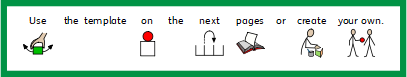 Use the template on the next pages or create your own.